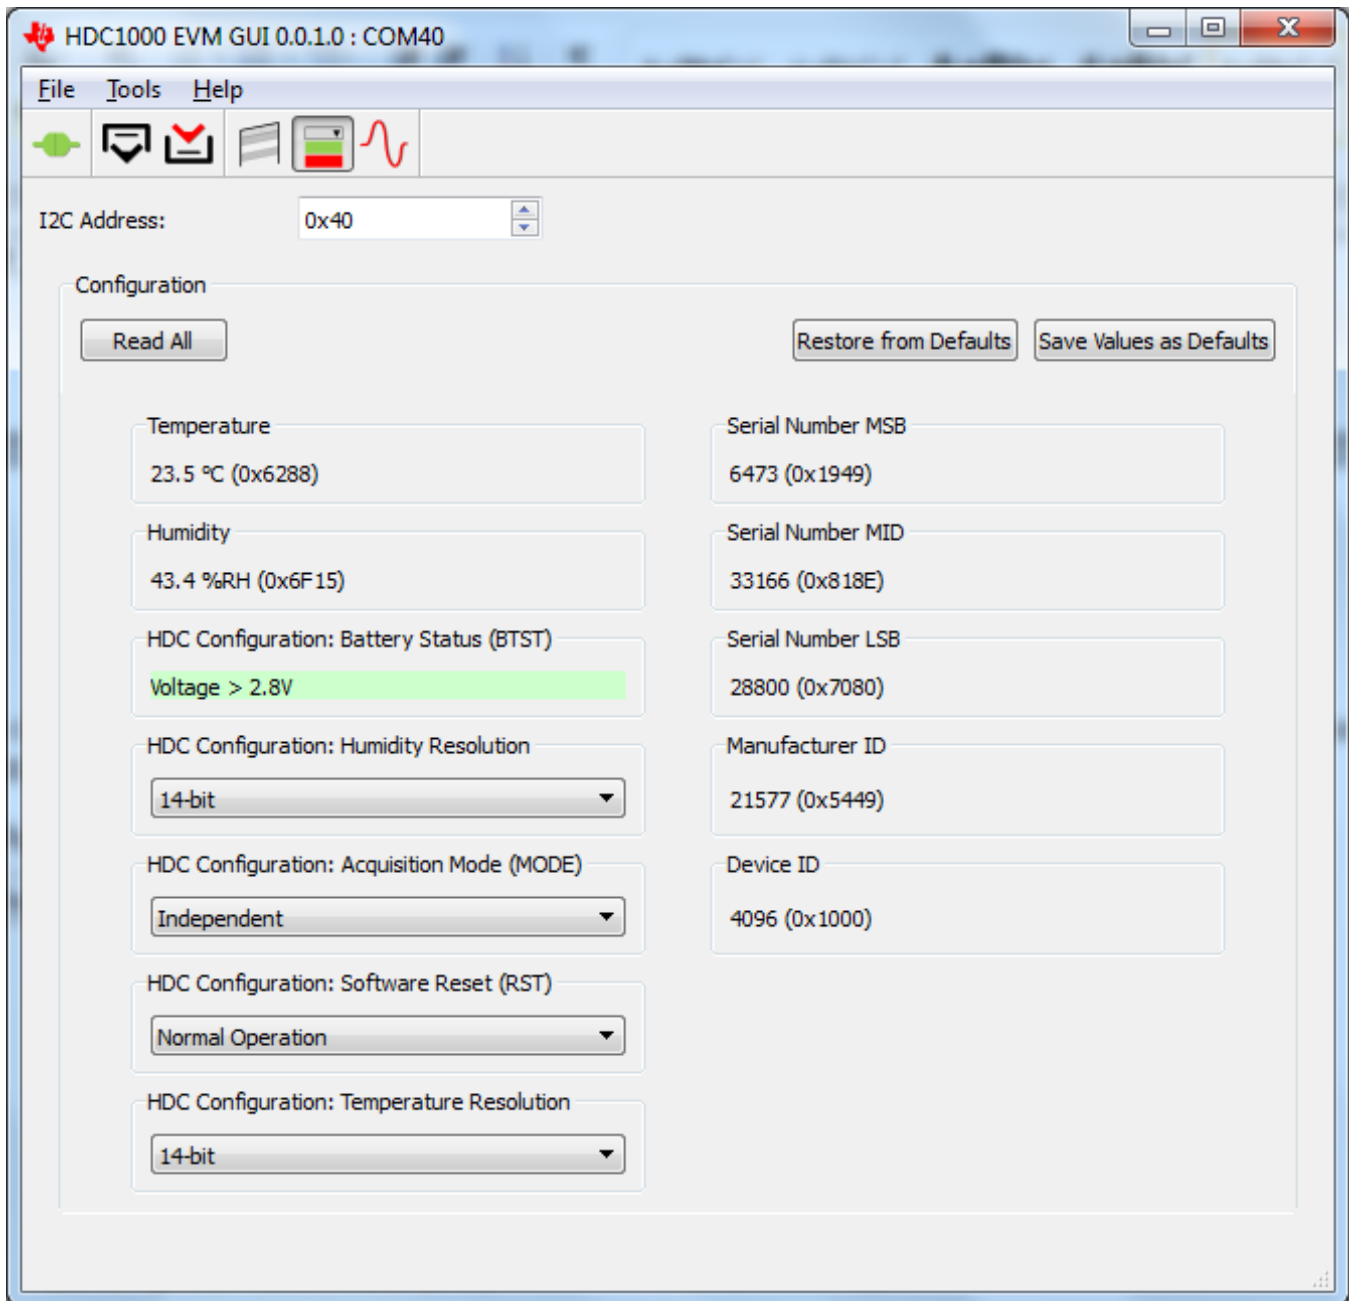 HDC1000 EVM GUI 0.0.1.0 : COM40
File Tools Help
I2C Address: 0x40
Configuration
Read All Restore from Defaults Save Values as Defaults
Temperature
23.5 ºC (0x6288)
Humidity
43.4 %RH (0x6F15)
HDC Configuration: Battery Status (BTST)
Voltage > 2.8V
HDC Configuration: Humidity Resolution
14-bit
HDC Configuration: Acquisition Mode (MODE)
Independent
HDC Configuration: Software Reset (RST)
Normal Operation
HDC Configuration: Temperature Resolution
14-bit
Serial Number MSB
6473 (0x1949)
Serial Number MID
33166 (0x818E)
Serial Number LSB
28800 (0x7080)
Manufacturer ID
21577 (0x5449)
Device ID
4096 (0x1000)